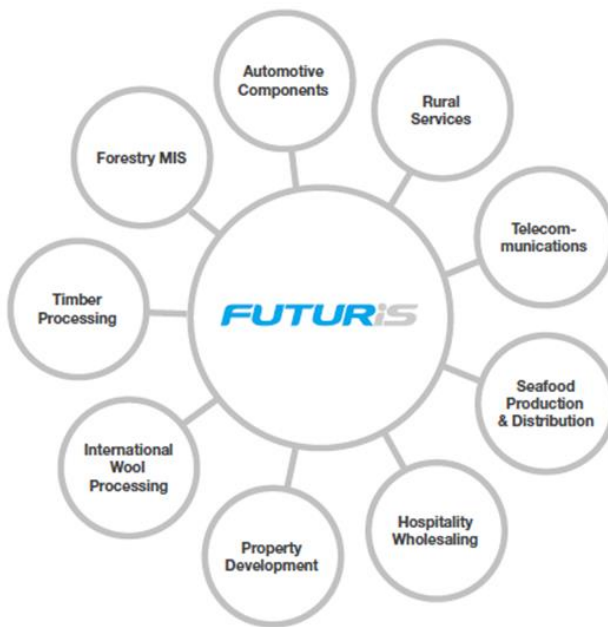 Automotive
Components
Rural
Services
Forestry MIS
Telecom-
munications
Timber
Processing
FUTURiS
Seafood
Production
& Distribution
International
Wool
Processing
Hospitality
Wholesaling
Property
Development